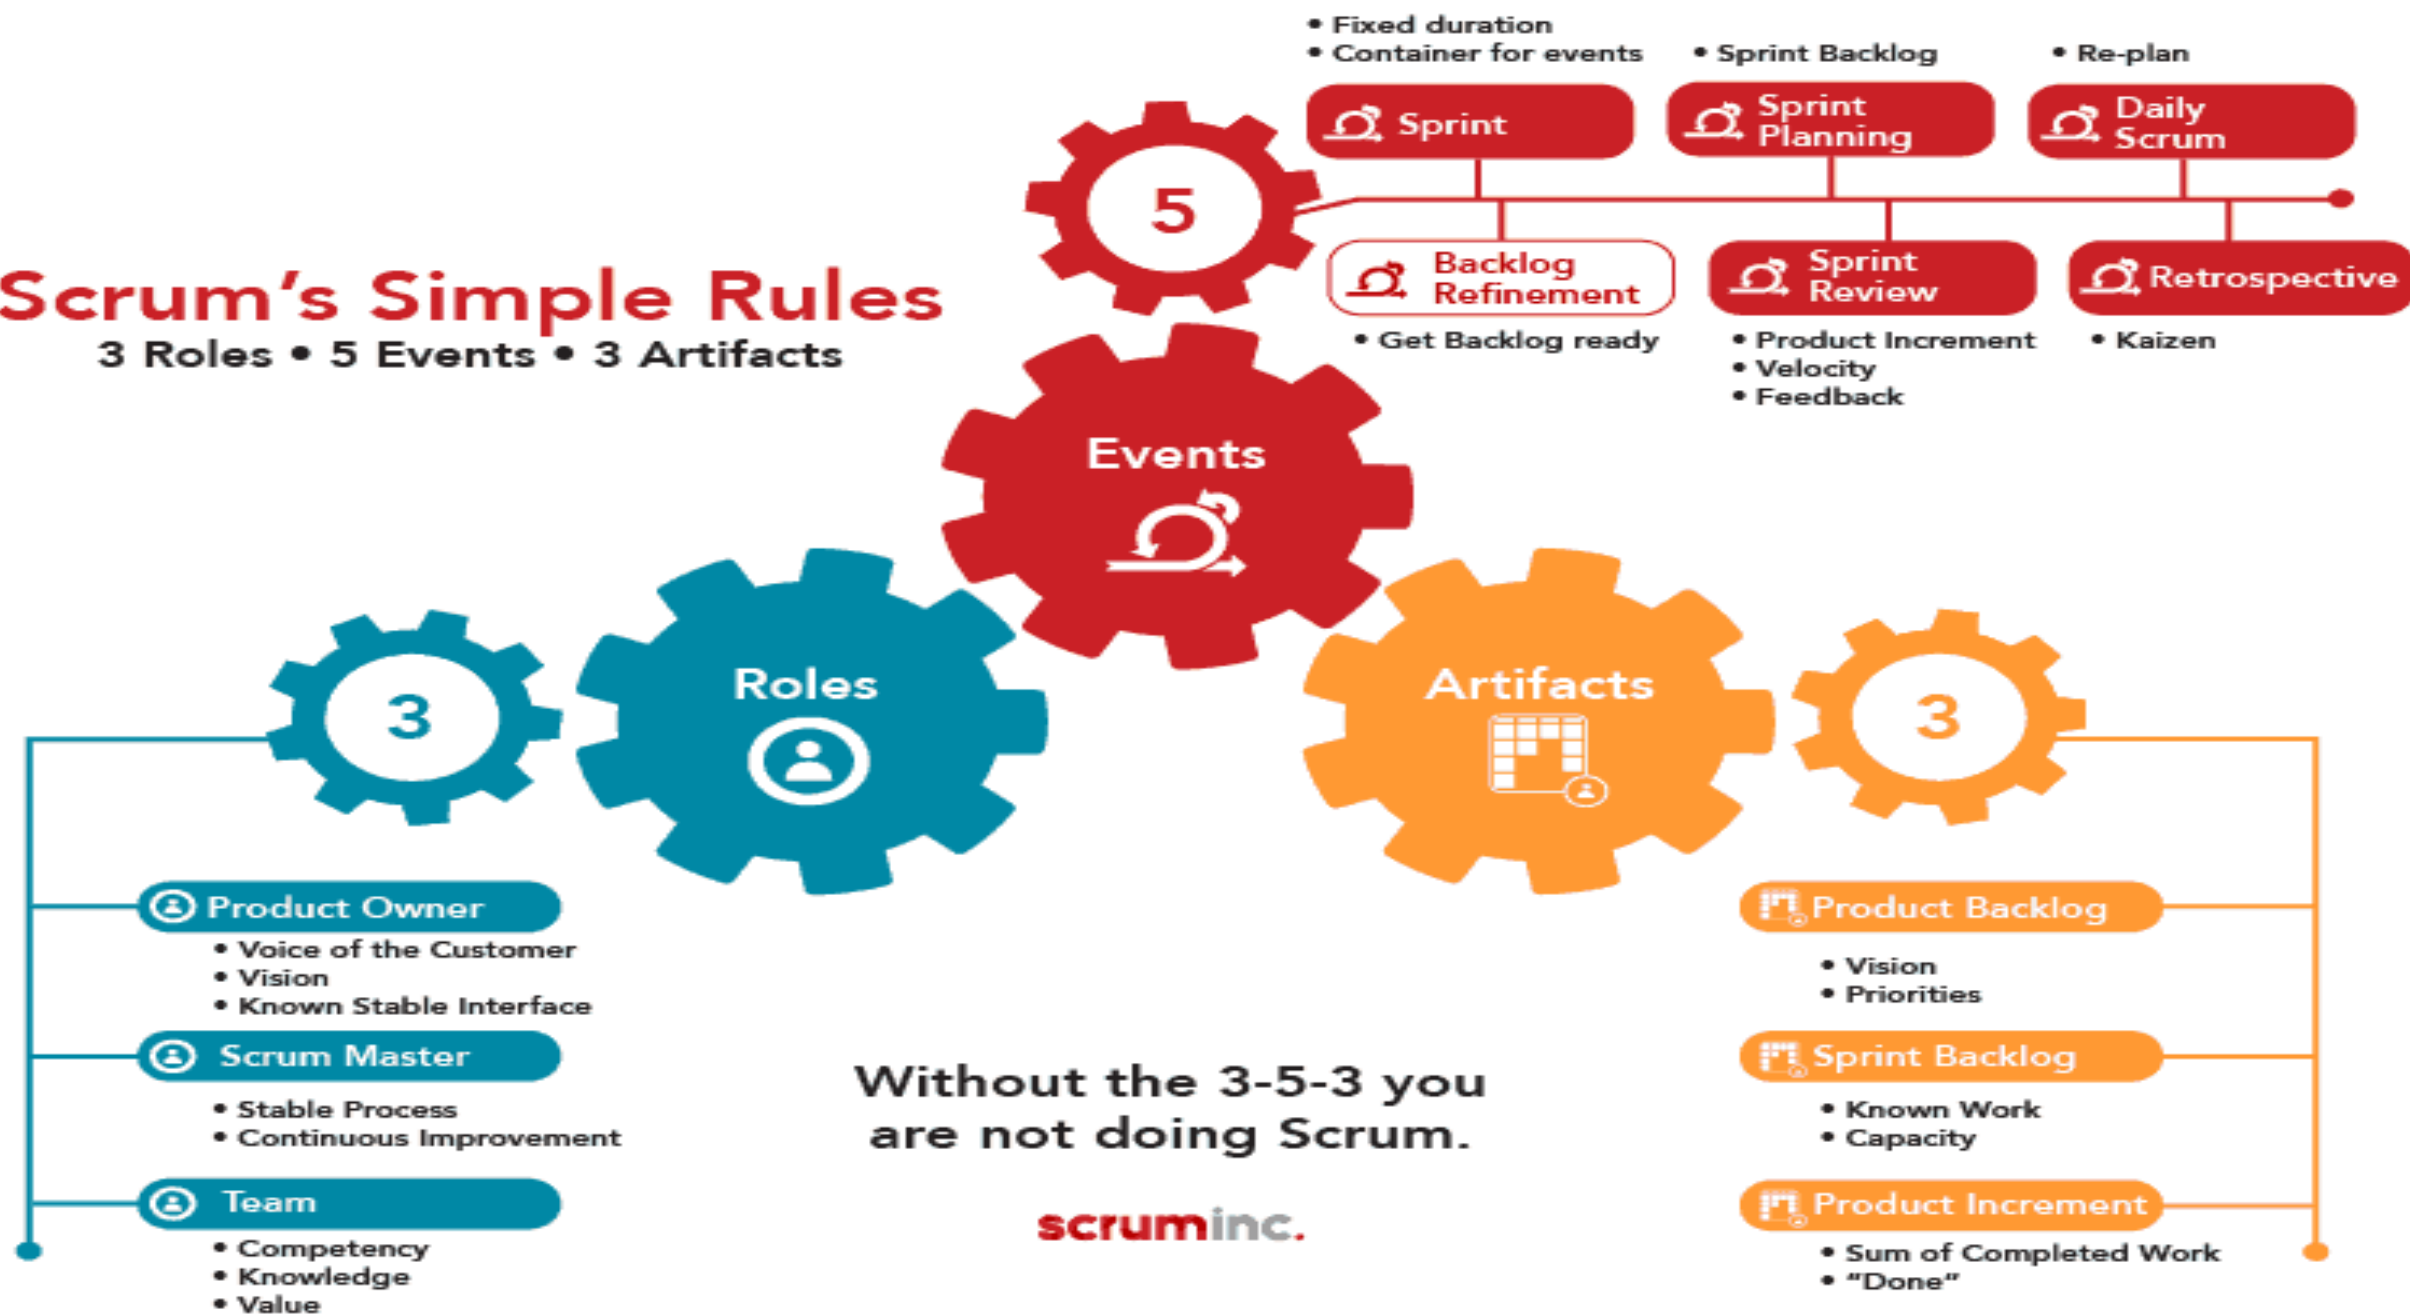 Scrum's Simple Rules
3 Roles • 5 Events • 3 Artifacts
5
• Fixed duration
• Container for events
Sprint
• Sprint Backlog
Sprint
Planning
• Re-plan
Daily
Scrum
Backlog
Refinement
• Get Backlog ready
Sprint
Review
• Product Increment
• Velocity
• Feedback
Retrospective
• Kaizen
Events
3
Roles
Artifacts
3
Product Owner
• Voice of the Customer
• Vision
• Known Stable Interface
Scrum Master
• Stable Process
• Continuous Improvement
Team
• Competency
• Knowledge
• Value
Without the 3-5-3 you
are not doing Scrum.
scruminc.
Product Backlog
• Vision
• Priorities
Sprint Backlog
• Known Work
• Capacity
Product Increment
• Sum of Completed Work
• “Done”